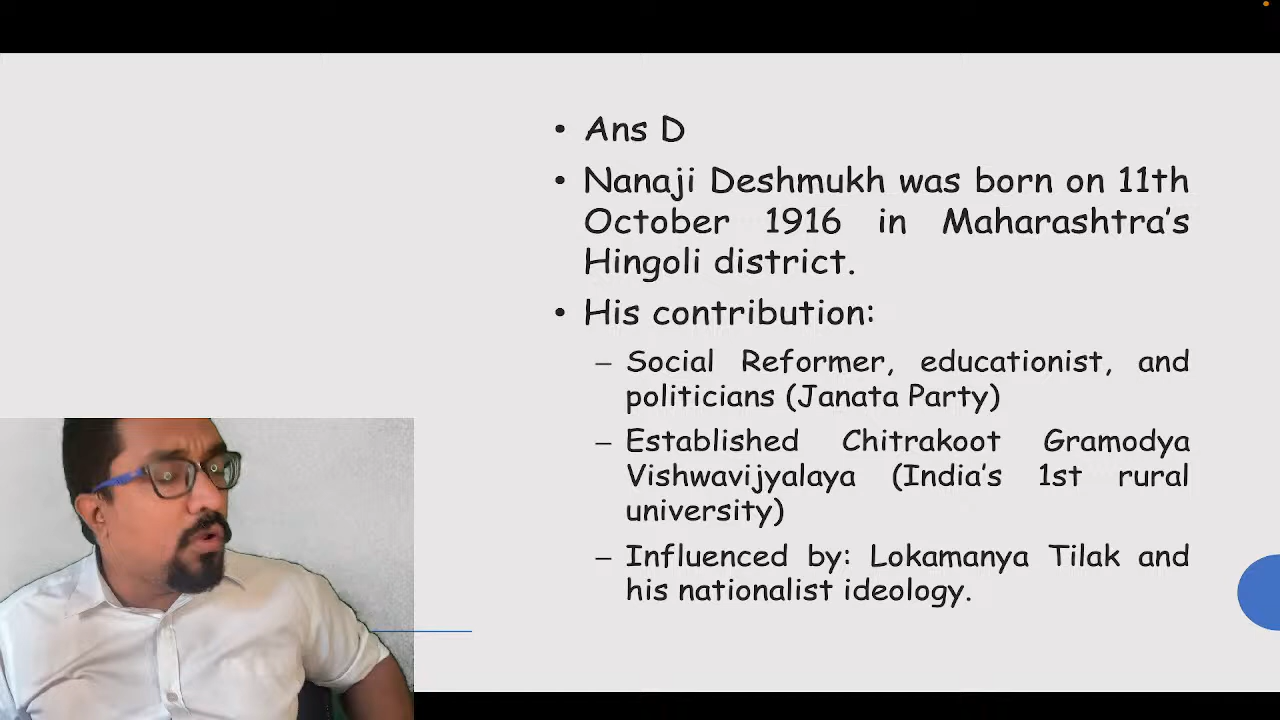 • Ans D
• Nanaji Deshmukh was born on 11th
October 1916 in Maharashtra's
Hingoli district.
• His contribution:
– Social Reformer, educationist, and
politicians (Janata Party)
– Established Chitrakoot Gramodya
Vishwavijyalaya (India's 1st rural
university)
– Influenced by: Lokamanya Tilak and
his nationalist ideology.